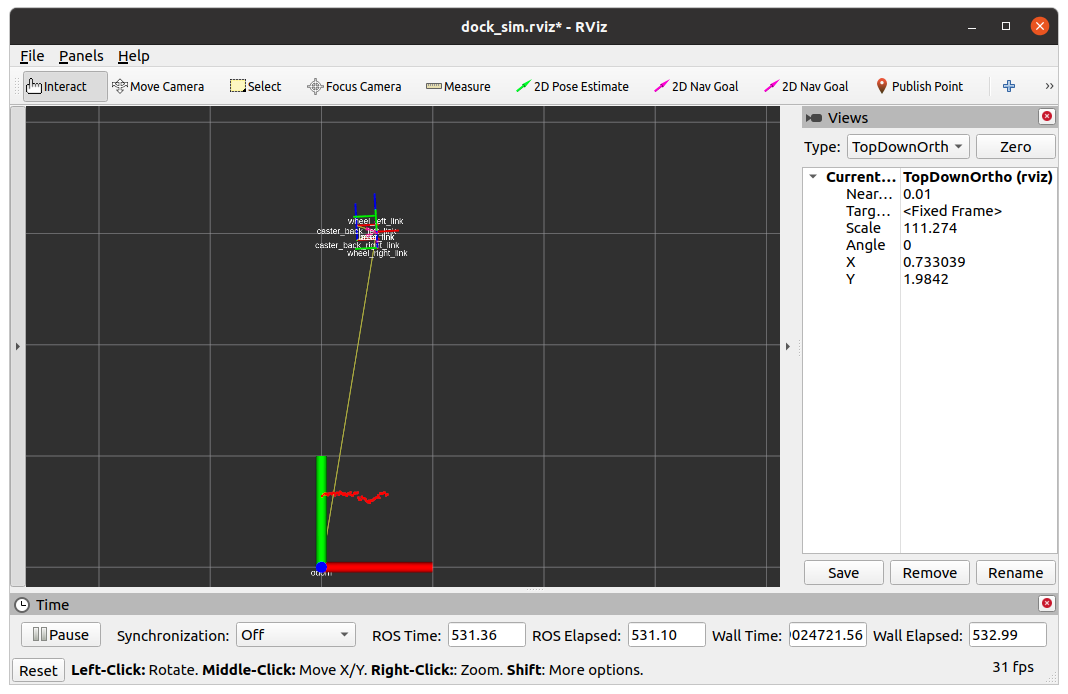 dock_sim.rviz* - RViz
File Panels Help
Interact Move Camera Select Focus Camera Measure 2D Pose Estimate 2D Nav Goal 2D Nav Goal Publish Point
Views
Type: TopDownOrth Zero
Current... TopDownOrtho (rviz)
Near... 0.01
Targ... <Fixed Frame>
Scale 111.274
Angle 0
X 0.733039
Y 1.9842
wheel_left_link
caster_back_left_link
caster_back_right_link
wheel_right_link
odom
Save Remove Rename
Time
Pause Synchronization: Off ROS Time: 531.36 ROS Elapsed: 531.10 Wall Time: 024721.56 Wall Elapsed: 532.99
Reset Left-Click: Rotate. Middle-Click: Move X/Y. Right-Click:: Zoom. Shift: More options. 31 fps